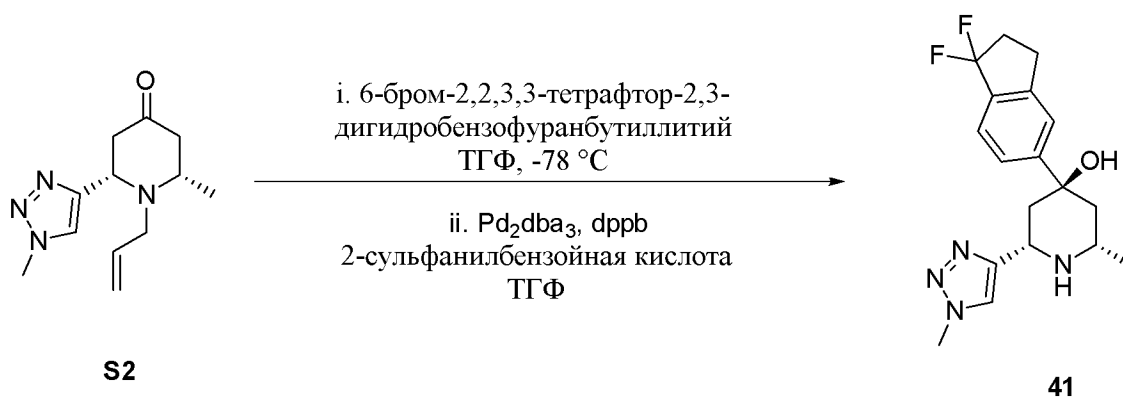 i. 6-бром-2,2,3,3-тетрафтор-2,3-
дигидробензофуранбутиллитий
ТГФ, -78 °C
ii. Pd2dba3, dppb
2-сульфанилбензойная кислота
ТГФ
O
N
N
N
N
S2
F
F
OH
N
N
N
N
H
41